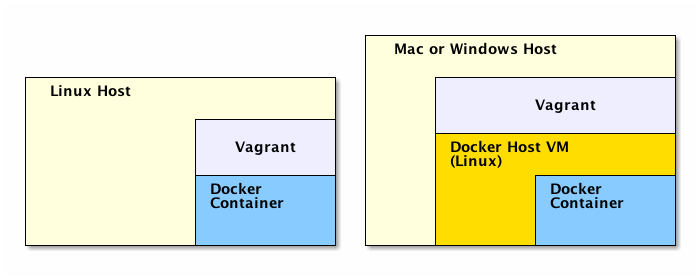 Linux Host
Vagrant
Docker
Container
Mac or Windows Host
Vagrant
Docker Host VM
(Linux)
Docker
Container